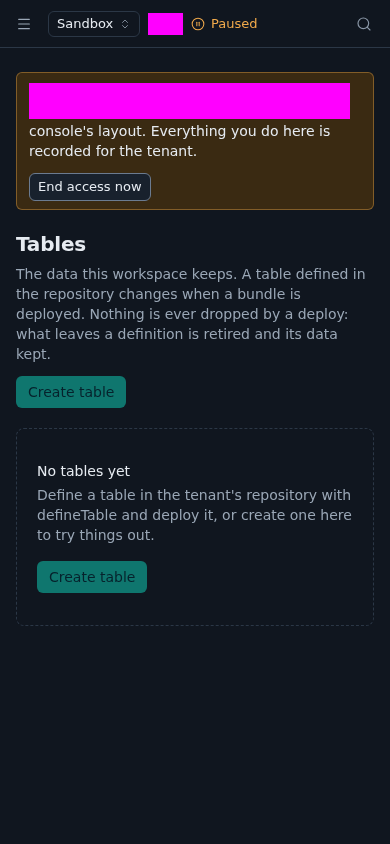 Sandbox
Paused
console's layout. Everything you do here is
recorded for the tenant.
End access now
Tables
The data this workspace keeps. A table defined in
the repository changes when a bundle is
deployed. Nothing is ever dropped by a deploy:
what leaves a definition is retired and its data
kept.
Create table
No tables yet
Define a table in the tenant's repository with
defineTable and deploy it, or create one here
to try things out.
Create table